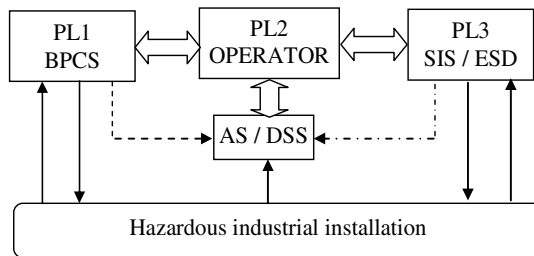 PL1
BPCS
PL2
OPERATOR
PL3
SIS / ESD
AS / DSS
Hazardous industrial installation